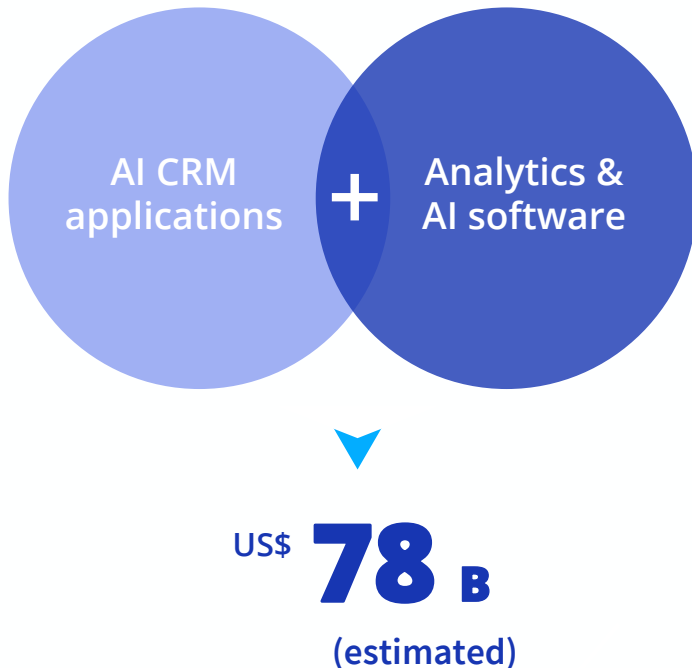 AI CRM
applications
+
Analytics &
AI software
US$ 78 B
(estimated)